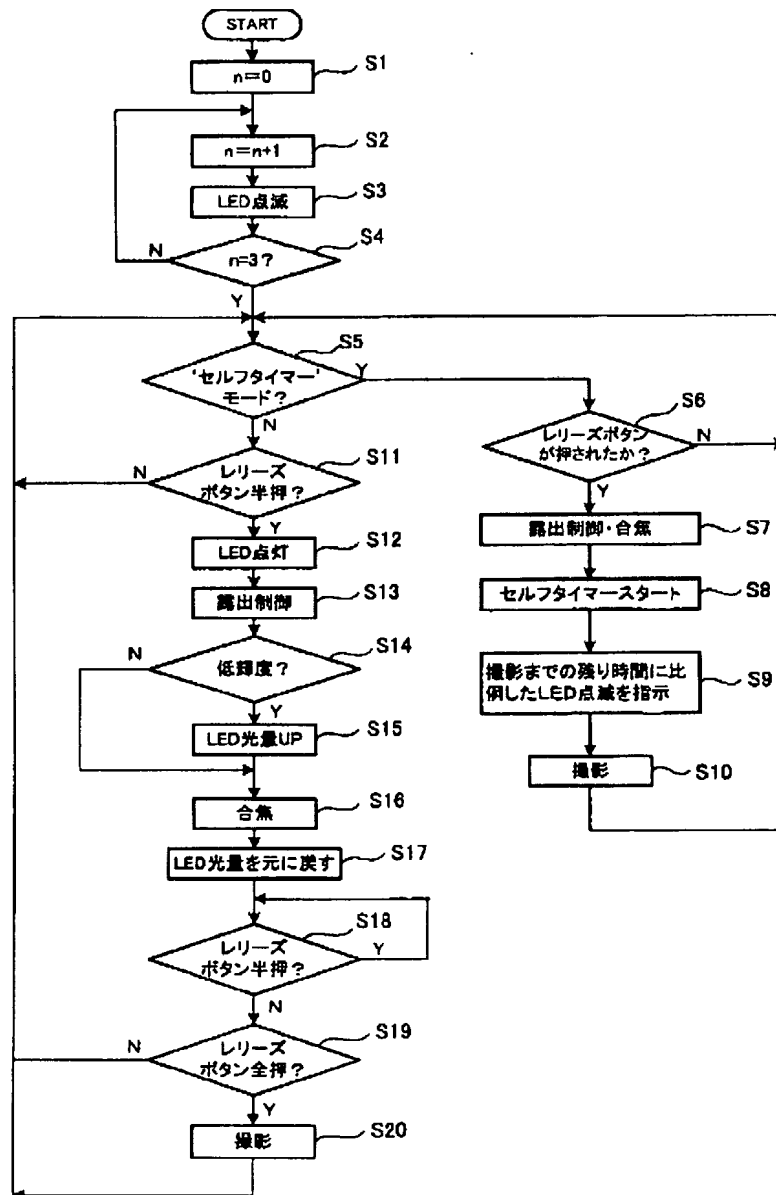 START
n=0
S1
n=n+1
S2
LED点滅
S3
n=3?
S4
N
Y
'セルフタイマー'
モード?
S5
Y
N
レリーズボタン
が押されたか?
S6
N
Y
露出制御・合焦
S7
セルフタイマースタート
S8
撮影までの残り時間に比
例したLED点滅を指示
S9
撮影
S10
レリーズ
ボタン半押?
S11
N
Y
LED点灯
S12
露出制御
S13
低輝度?
S14
N
Y
LED光量UP
S15
合焦
S16
LED光量を元に戻す
S17
レリーズ
ボタン半押?
S18
Y
N
レリーズ
ボタン全押?
S19
N
Y
撮影
S20